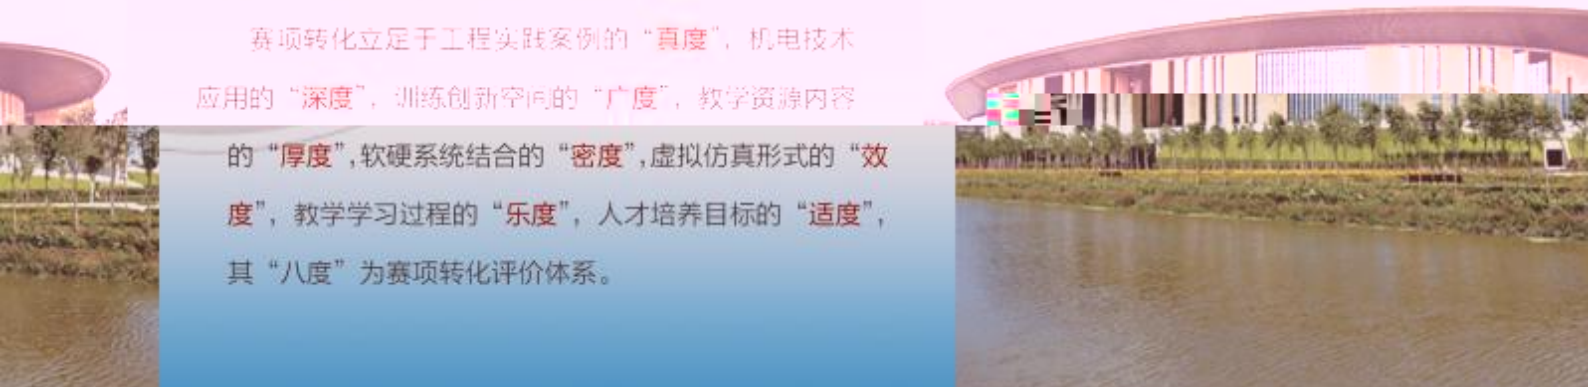 赛项转化立足于工程实践案例的“真度”，机电技术
应用的“深度”，训练创新空间的“广度”，教学资源内容
的“厚度”,软硬系统结合的“密度”,虚拟仿真形式的“效
度”，教学学习过程的“乐度”，人才培养目标的“适度”，
其“八度”为赛项转化评价体系。